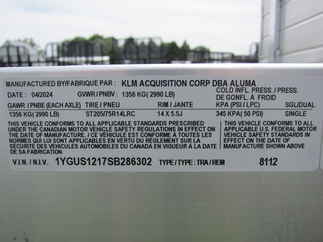 MANUFACTURED BY/FABRIQUE PAR : KLM ACQUISITION CORP DBA ALUMA
DATE : 04/2024 GVWR / PNBV : 1356 KG( 2990 LB) COLD INFL. PRESS. / PRESS.
DE GONFL. À FROID
GAWR / PNBE (EACH AXLE) TIRE / PNEU RIM / JANTE KPA (PSI / LPC) SGL/DUAL
1356 KG( 2990 LB) ST205/75R14LRC 14 X 5.5J 345 KPA( 50 PSI) SINGLE
THIS VEHICLE CONFORMS TO ALL APPLICABLE STANDARDS PRESCRIBED
UNDER THE CANADIAN MOTOR VEHICLE SAFETY REGULATIONS IN EFFECT ON
THE DATE OF MANUFACTURE. / CE VÉHICULE EST CONFORME À TOUTES LES
NORMES QUI LUI SONT APPLICABLES EN VERTU DU RÈGLEMENT SUR LA
SÉCURITÉ DES VÉHICULES AUTOMOBILES DU CANADA EN VIGUEUR À LA DATE
DE SA FABRICATION.
THIS VEHICLE CONFORMS TO ALL
APPLICABLE U.S. FEDERAL MOTOR
VEHICLE SAFETY STANDARDS IN
EFFECT ON THE DATE OF
MANUFACTURE SHOWN ABOVE.
V.I.N. / N.I.V. 1YGUS1217SB286302 TYPE / TYPE : TRA / REM 8112